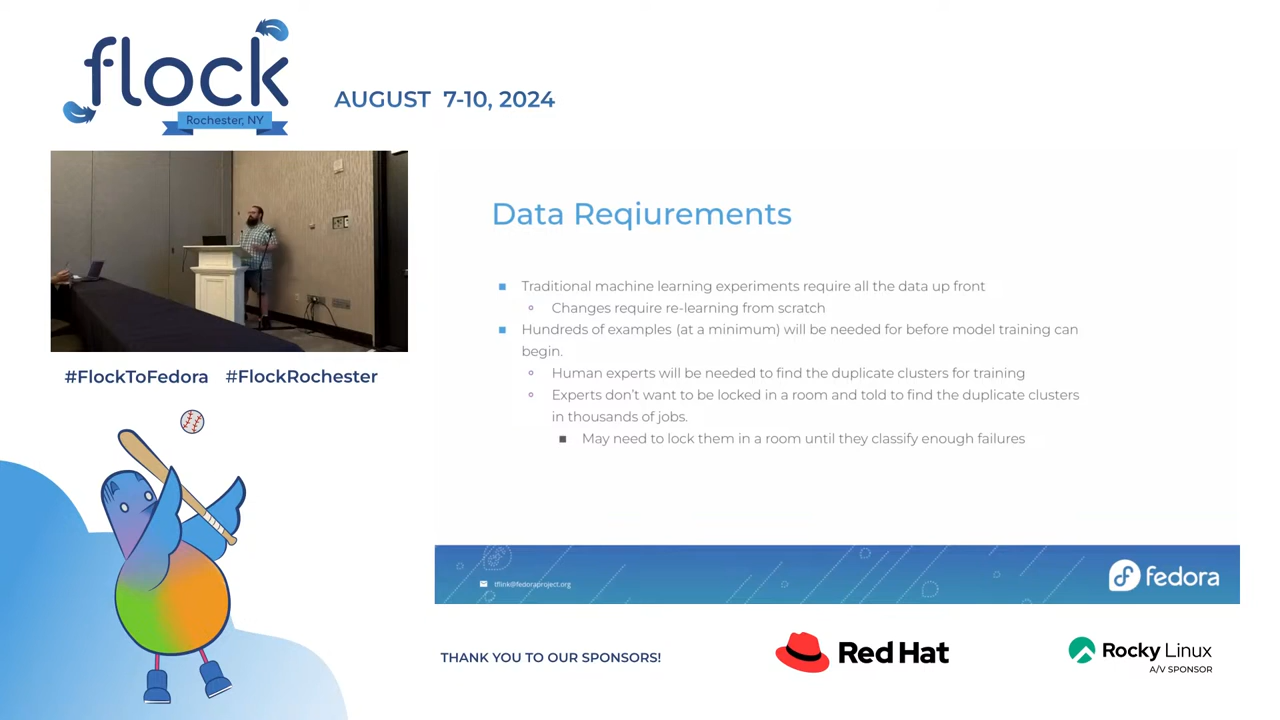 flock
Rochester, NY
AUGUST 7-10, 2024
#FlockToFedora #FlockRochester
Data Reqiurements
Traditional machine learning experiments require all the data up front
Changes require re-learning from scratch
Hundreds of examples (at a minimum) will be needed for before model training can
begin.
Human experts will be needed to find the duplicate clusters for training
Experts don't want to be locked in a room and told to find the duplicate clusters
in thousands of jobs.
May need to lock them in a room until they classify enough failures
tflink@fedoraproject.org
fedora
THANK YOU TO OUR SPONSORS!
Red Hat
Rocky Linux
A/V SPONSOR